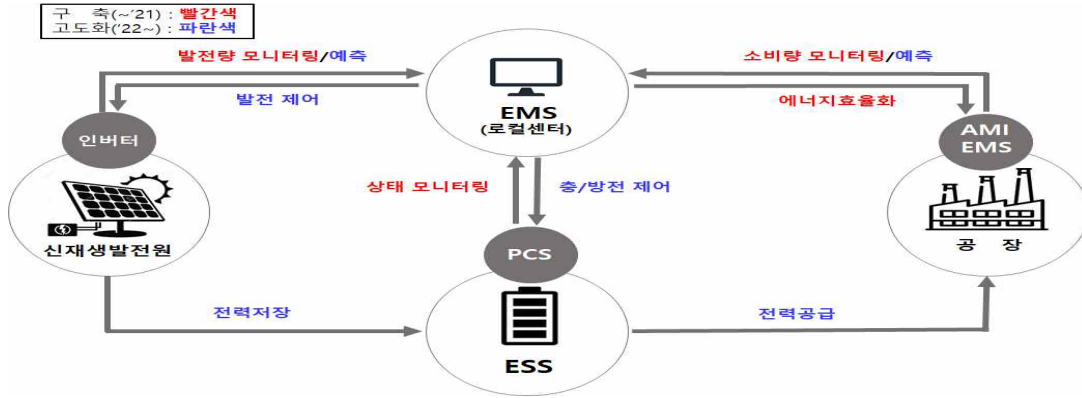 구 축(~'21) : 빨간색
고도화('22~) : 파란색
발전량 모니터링/예측
소비량 모니터링/예측
발전 제어
EMS
(로컬센터)
에너지효율화
인버터
AMI
EMS
상태 모니터링
충/방전 제어
신재생발전원
공 장
PCS
전력저장
전력공급
ESS